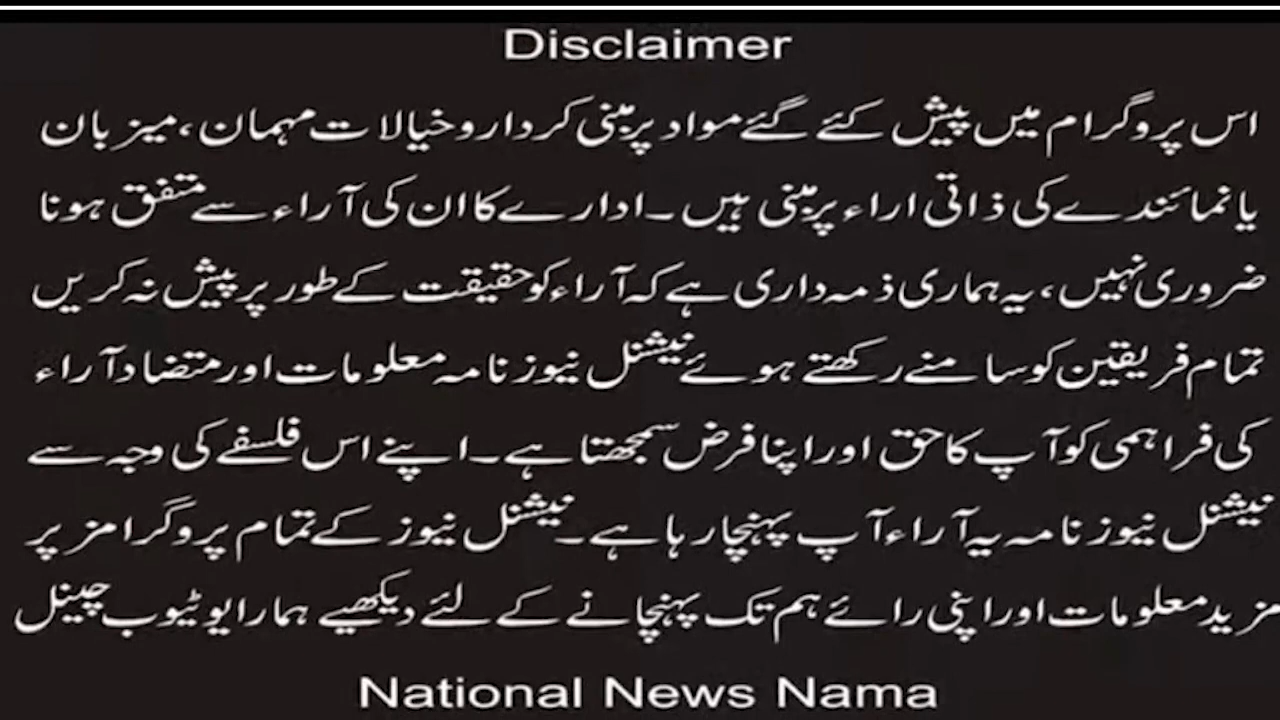 Disclaimer
اس پروگرام میں پیش کئے گئے مواد پر مبنی کردار و خیالات مہمان، میزبان
یا نمائندے کی ذاتی اراء پر مبنی ہیں۔ ادارے کا ان کی آراء سے متفق ہونا
ضروری نہیں، یہ ہماری ذمہ داری ہے کہ آراء کو حقیقت کے طور پر پیش نہ کریں
تمام فریقین کو سامنے رکھتے ہوئے نیشنل نیوز نامہ معلومات اور متضاد آراء
کی فراہمی کو آپ کا حق اور اپنا فرض سمجھتا ہے۔ اپنے اس فلسفے کی وجہ سے
نیشنل نیوز نامہ یہ آراء آپ پہنچا رہا ہے۔ نیشنل نیوز کے تمام پروگرامز پر
مزید معلومات اور اپنی رائے ہم تک پہنچانے کے لئے دیکھیے ہمارا یوٹیوب چینل
National News Nama